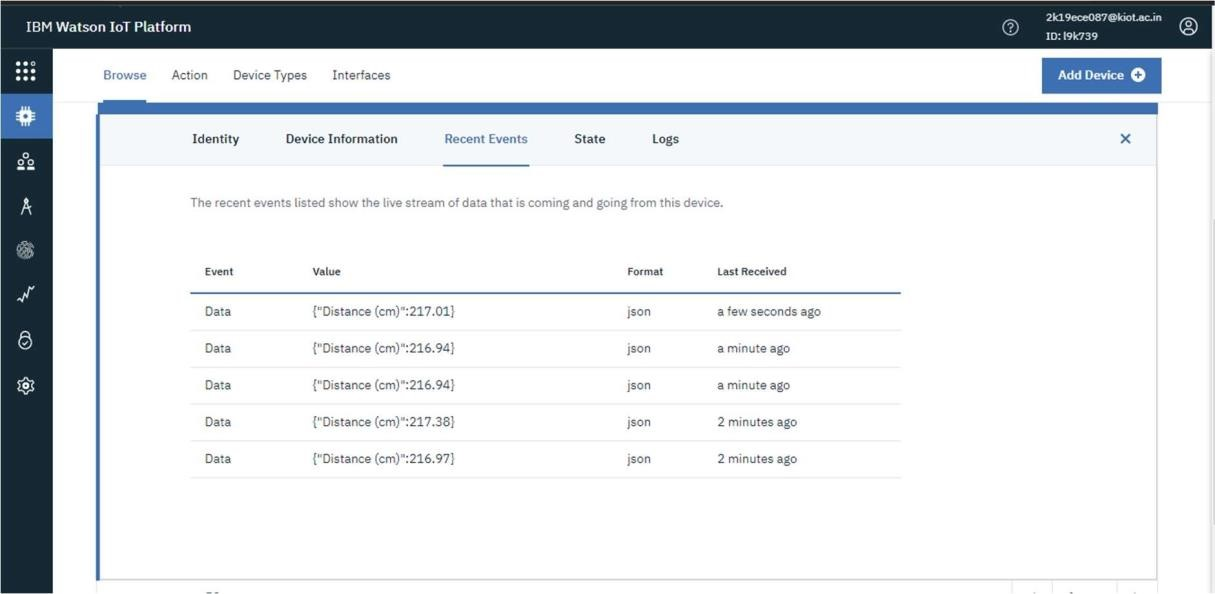 IBM Watson IoT Platform
2k19ece087@kiot.ac.in
ID: l9k739
Browse Action Device Types Interfaces
Add Device
Identity Device Information Recent Events State Logs
The recent events listed show the live stream of data that is coming and going from this device.
Event Value Format Last Received
Data {"Distance (cm)":217.01} json a few seconds ago
Data {"Distance (cm)":216.94} json a minute ago
Data {"Distance (cm)":216.94} json a minute ago
Data {"Distance (cm)":217.38} json 2 minutes ago
Data {"Distance (cm)":216.97} json 2 minutes ago